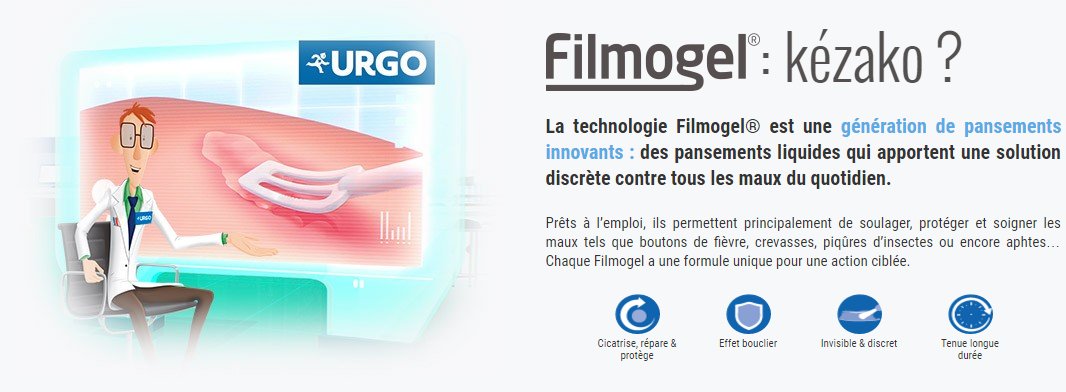 URGO
URGO
Filmogel® : kézako ?
La technologie Filmogel® est une génération de pansements
innovants : des pansements liquides qui apportent une solution
discrète contre tous les maux du quotidien.
Prêts à l'emploi, ils permettent principalement de soulager, protéger et soigner les
maux tels que boutons de fièvre, crevasses, piqûres d'insectes ou encore aphtes...
Chaque Filmogel a une formule unique pour une action ciblée.
Cicatrise, répare &
protège
Effet bouclier
Invisible & discret
Tenue longue
durée